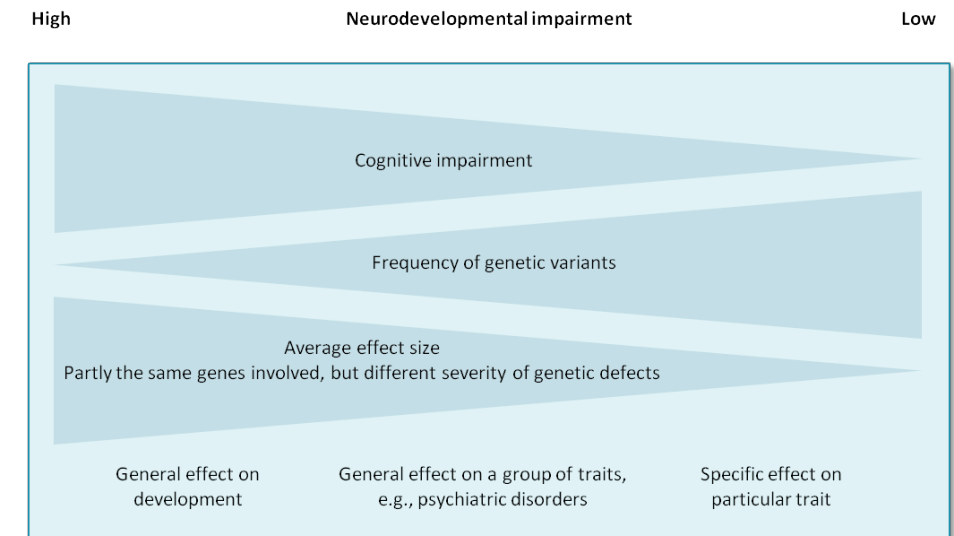 High Neurodevelopmental impairment Low
Cognitive impairment
Frequency of genetic variants
Average effect size
Partly the same genes involved, but different severity of genetic defects
General effect on General effect on a group of traits, Specific effect on
development e.g., psychiatric disorders particular trait